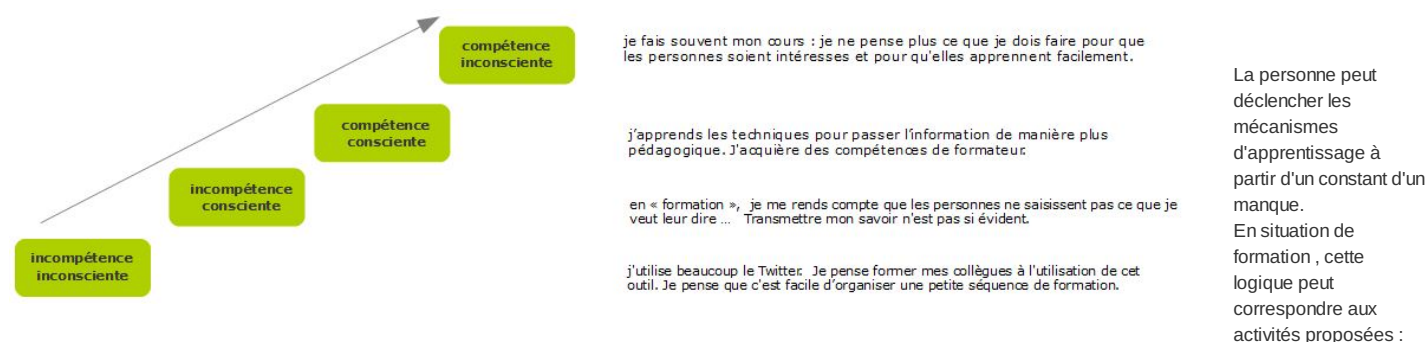 compétence
inconsciente
je fais souvent mon cours : je ne pense plus ce que je dois faire pour que
les personnes soient intéresses et pour qu'elles apprennent facilement.
compétence
consciente
j'apprends les techniques pour passer l'information de manière plus
pédagogique. J'acquière des compétences de formateur.
incompétence
consciente
en « formation », je me rends compte que les personnes ne saisissent pas ce que je
veut leur dire ... Transmettre mon savoir n'est pas si évident.
incompétence
inconsciente
j'utilise beaucoup le Twitter. Je pense former mes collègues à l'utilisation de cet
outil. Je pense que c'est facile d'organiser une petite séquence de formation.
La personne peut
déclencher les
mécanismes
d'apprentissage à
partir d'un constant d'un
manque.
En situation de
formation , cette
logique peut
correspondre aux
activités proposées :